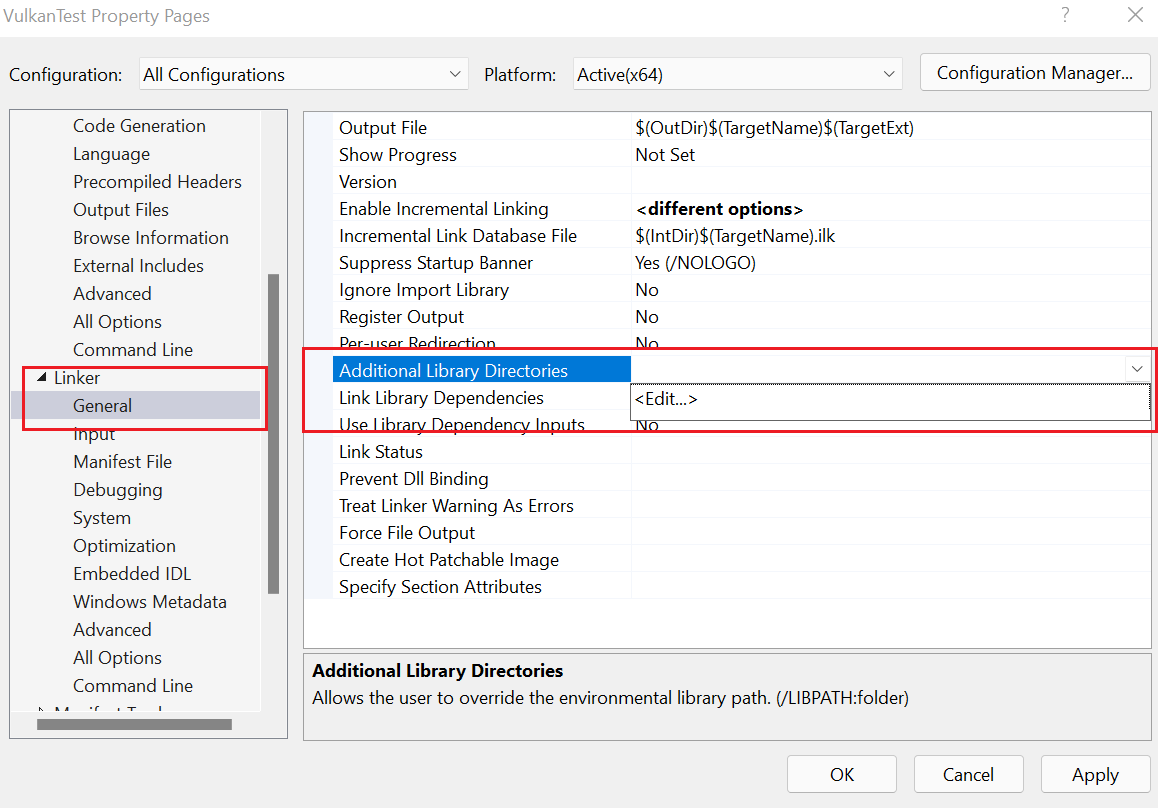 VulkanTest Property Pages
?
Configuration: All Configurations Platform: Active(x64) Configuration Manager...
Code Generation
Language
Precompiled Headers
Output Files
Browse Information
External Includes
Advanced
All Options
Command Line
Linker
General
Input
Manifest File
Debugging
System
Optimization
Embedded IDL
Windows Metadata
Advanced
All Options
Command Line
Output File $(OutDir)$(TargetName)$(TargetExt)
Show Progress Not Set
Version
Enable Incremental Linking <different options>
Incremental Link Database File $(IntDir)$(TargetName).ilk
Suppress Startup Banner Yes (/NOLOGO)
Ignore Import Library No
Register Output No
Per-user Redirection No
Additional Library Directories
Link Library Dependencies <Edit...>
Use Library Dependency Inputs No
Link Status
Prevent Dll Binding
Treat Linker Warning As Errors
Force File Output
Create Hot Patchable Image
Specify Section Attributes
Additional Library Directories
Allows the user to override the environmental library path. (/LIBPATH:folder)
OK Cancel Apply